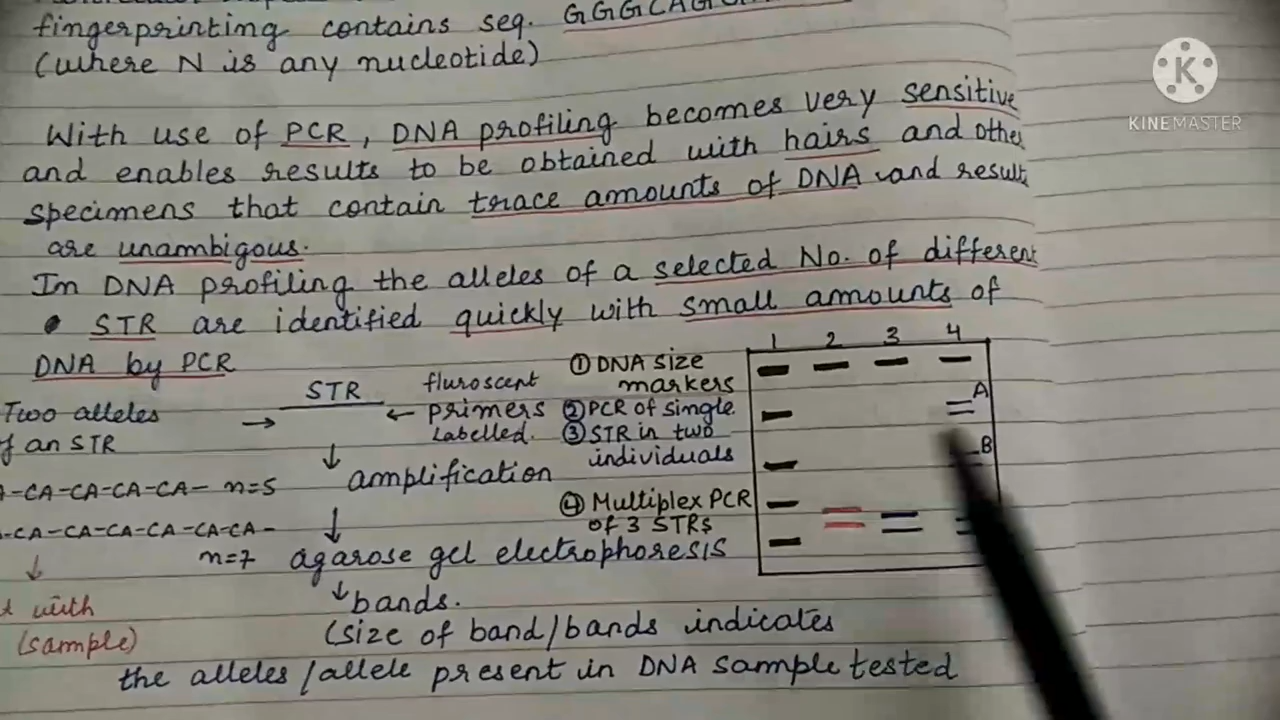 fingerprinting contains seq.
(where N is any nucleotide)
K
KINEMASTER
With use of PCR, DNA profiling becomes very sensitive
and enables results to be obtained with hairs and othe
specimens that contain trace amounts of DNA and result
are unambigous.
In DNA profiling the alleles of a selected No. of different
• STR are identified quickly with small amounts of
DNA by PCR
Two alleles
of an STR
→ STR ←
fluroscent
primers
Labelled.
-CA-CA-CA-CA- n=5
-CA-CA-CA-CA-CA-
n=7
↓ amplification
↓
agarose gel electrophoresis
↓ bands.
(size of band/bands indicates
the alleles/allele present in DNA sample tested
with
(sample)
① DNA size
markers
② PCR of single
③ STR in two
individuals
④ Multiplex PCR
of 3 STRs
1 2 3 4
A
B